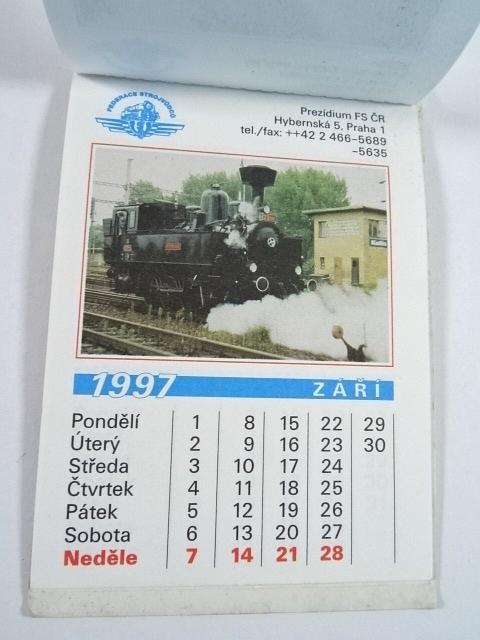 FEDERACE STROJVŮDCŮ
Prezídium FS ČR
Hybernská 5, Praha 1
tel./fax: ++42 2 466-5689
-5635
1997 ZÁŘÍ
Pondělí 1 8 15 22 29
Úterý 2 9 16 23 30
Středa 3 10 17 24
Čtvrtek 4 11 18 25
Pátek 5 12 19 26
Sobota 6 13 20 27
Neděle 7 14 21 28